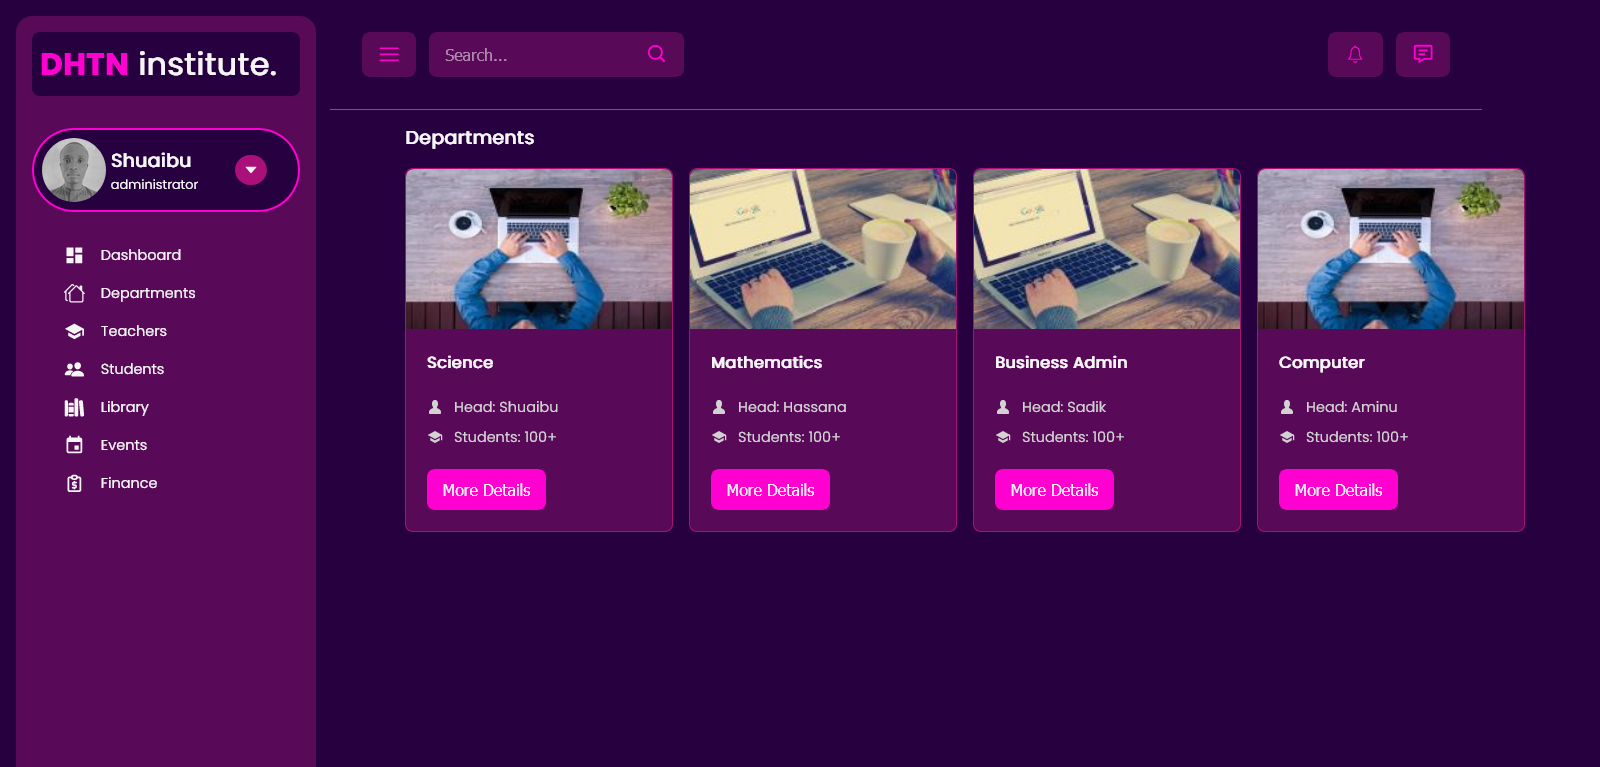 DHTN institute.
Search...
Shuaibu
administrator
Dashboard
Departments
Teachers
Students
Library
Events
Finance
Departments
Google
Google
Science
Head: Shuaibu
Students: 100+
More Details
Mathematics
Head: Hassana
Students: 100+
More Details
Business Admin
Head: Sadik
Students: 100+
More Details
Computer
Head: Aminu
Students: 100+
More Details